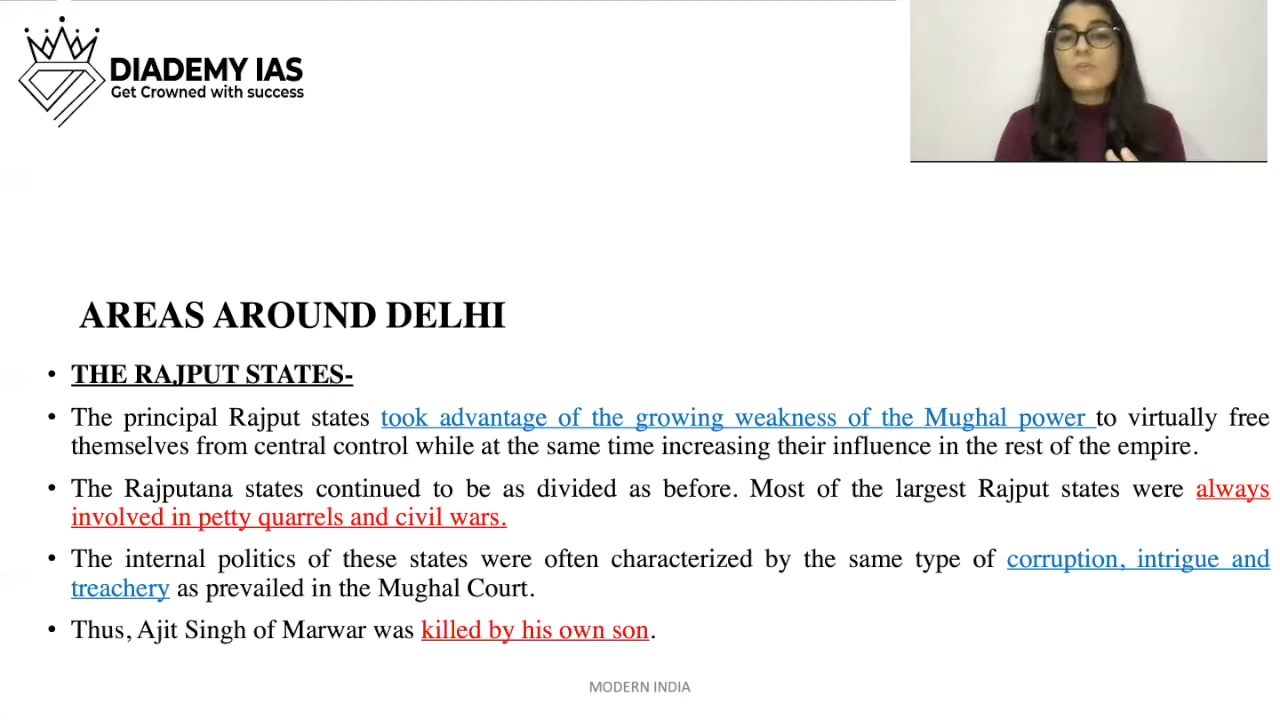 DIADEMY IAS
Get Crowned with success
AREAS AROUND DELHI
• THE RAJPUT STATES-
• The principal Rajput states took advantage of the growing weakness of the Mughal power to virtually free
themselves from central control while at the same time increasing their influence in the rest of the empire.
• The Rajputana states continued to be as divided as before. Most of the largest Rajput states were always
involved in petty quarrels and civil wars.
• The internal politics of these states were often characterized by the same type of corruption, intrigue and
treachery as prevailed in the Mughal Court.
• Thus, Ajit Singh of Marwar was killed by his own son.
MODERN INDIA